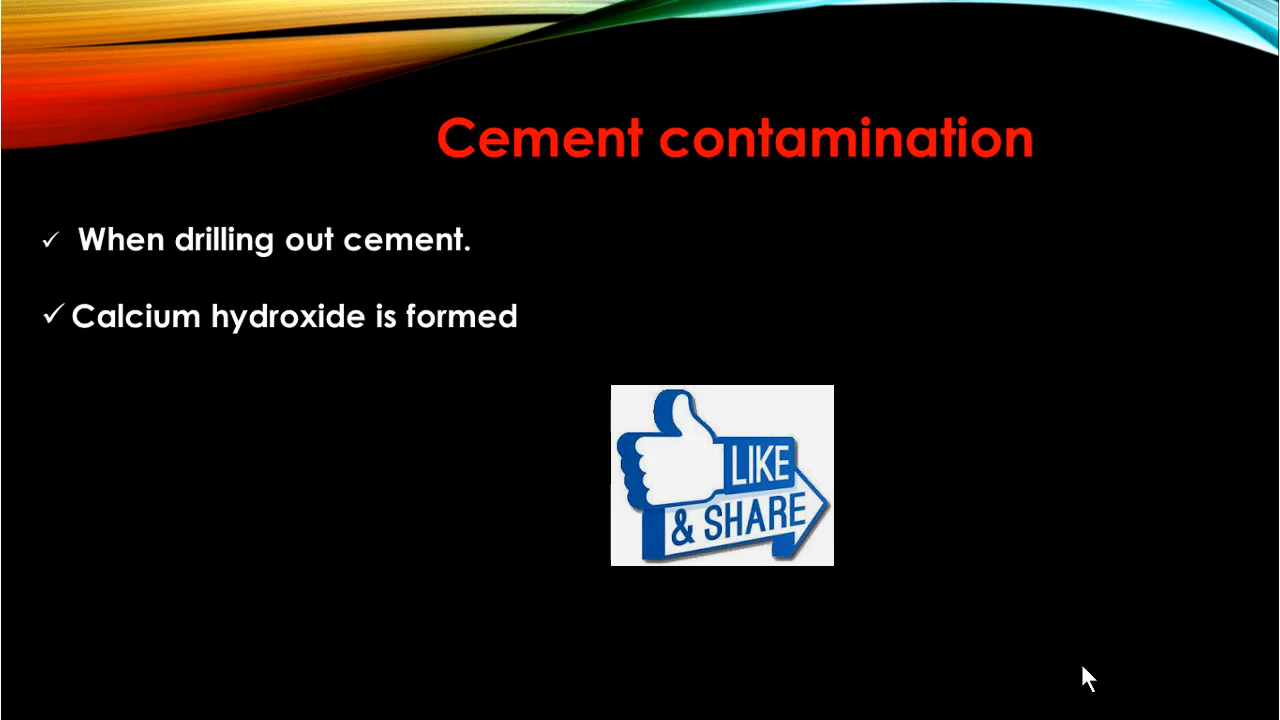 Cement contamination
✓ When drilling out cement.
✓ Calcium hydroxide is formed
LIKE
& SHARE